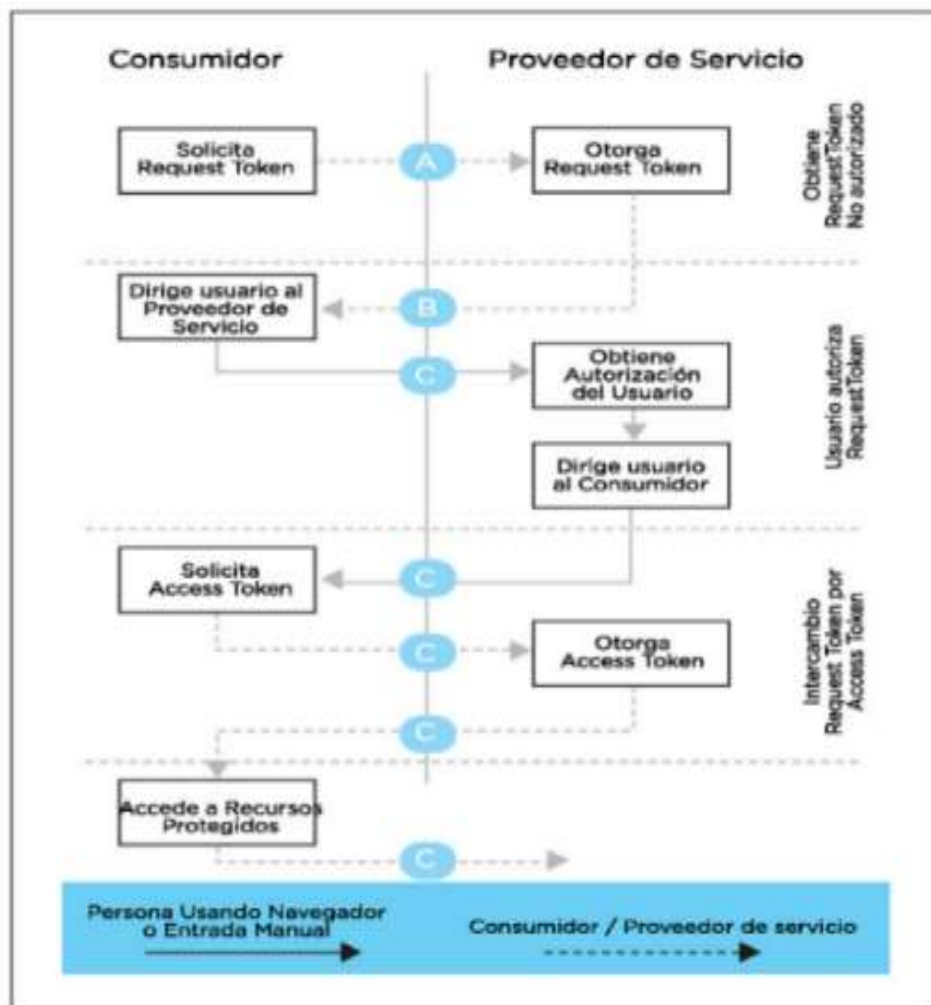 Consumidor
Proveedor de Servicio
Solicita
Request Token
A
Otorga
Request Token
Obtiene
RequestToken
No autorizado
Dirige usuario al
Proveedor de
Servicio
B
C
Obtiene
Autorización
del Usuario
Dirige usuario
al Consumidor
Usuario autoriza
RequestToken
Solicita
Access Token
C
C
Otorga
Access Token
C
Intercambio
Request Token por
Access Token
Accede a Recursos
Protegidos
C
Persona Usando Navegador
o Entrada Manual
Consumidor / Proveedor de servicio